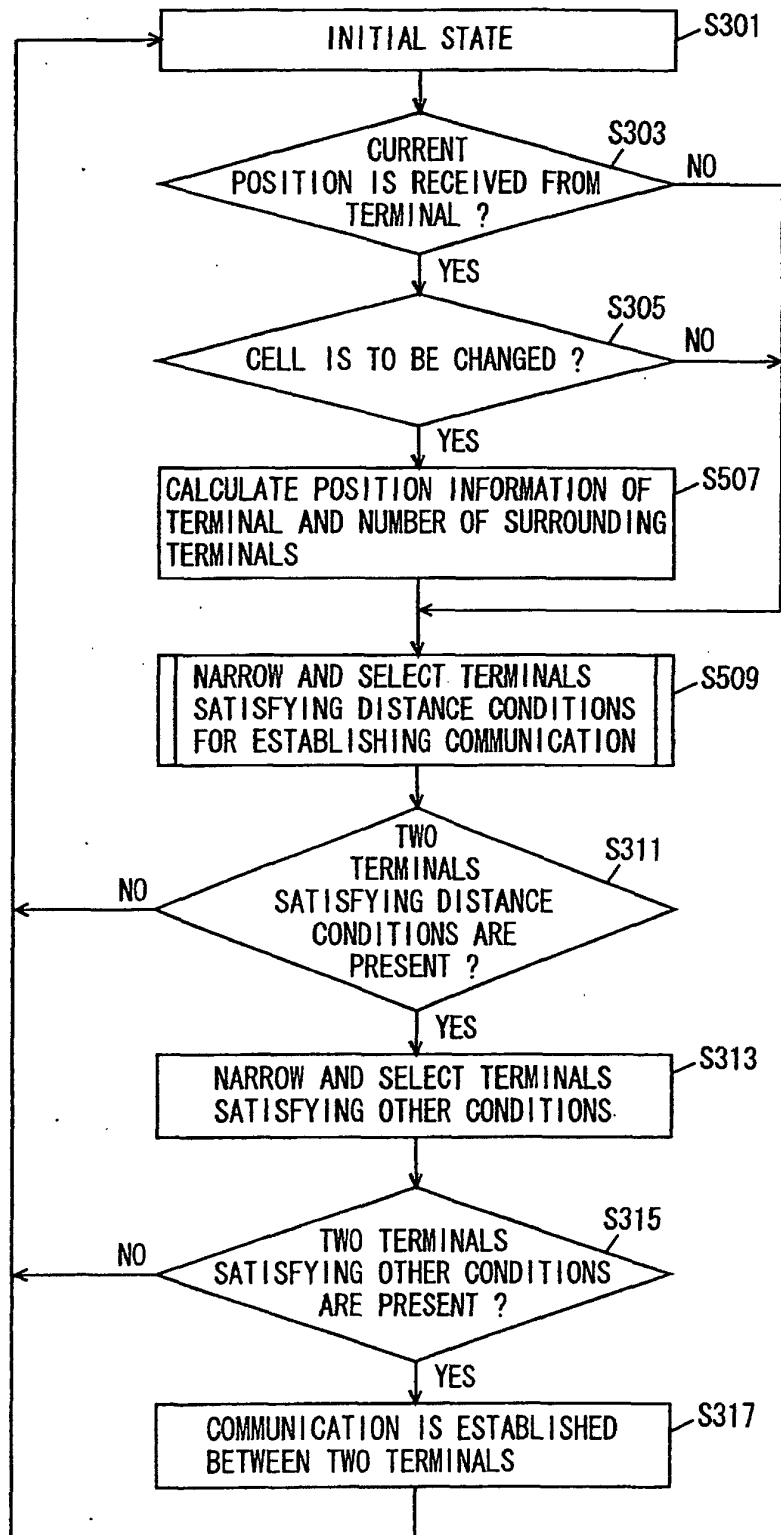 INITIAL STATE
S301
CURRENT
POSITION IS RECEIVED FROM
TERMINAL ?
S303
NO
YES
CELL IS TO BE CHANGED ?
S305
NO
YES
CALCULATE POSITION INFORMATION OF
TERMINAL AND NUMBER OF SURROUNDING
TERMINALS
S507
NARROW AND SELECT TERMINALS
SATISFYING DISTANCE CONDITIONS
FOR ESTABLISHING COMMUNICATION
S509
TWO
TERMINALS
SATISFYING DISTANCE
CONDITIONS ARE
PRESENT ?
S311
NO
YES
NARROW AND SELECT TERMINALS
SATISFYING OTHER CONDITIONS
S313
TWO TERMINALS
SATISFYING OTHER CONDITIONS
ARE PRESENT ?
S315
NO
YES
COMMUNICATION IS ESTABLISHED
BETWEEN TWO TERMINALS
S317